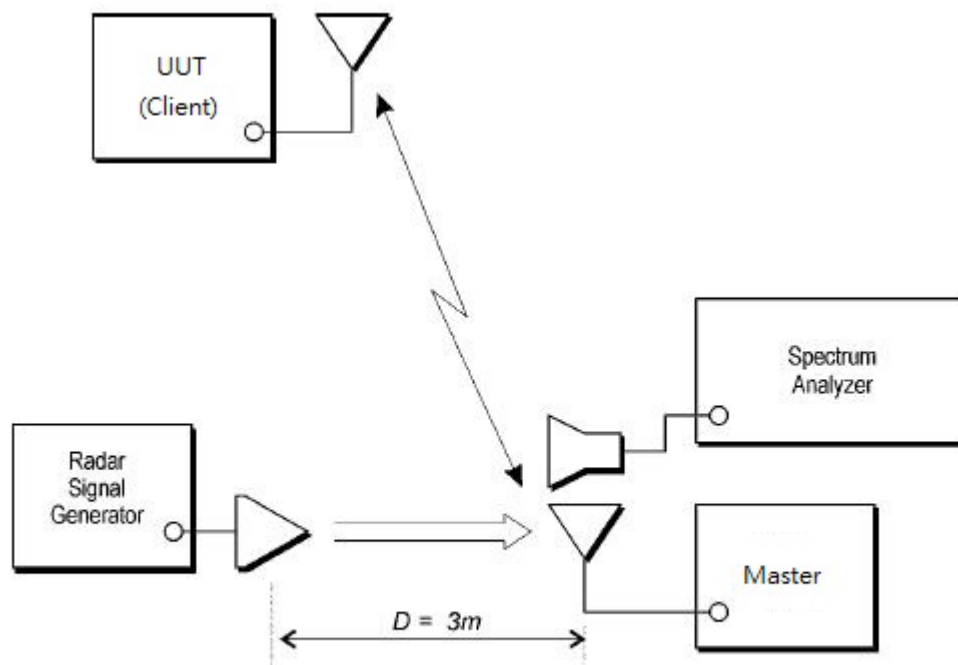 UUT
(Client)
Spectrum
Analyzer
Radar
Signal
Generator
Master
D = 3m